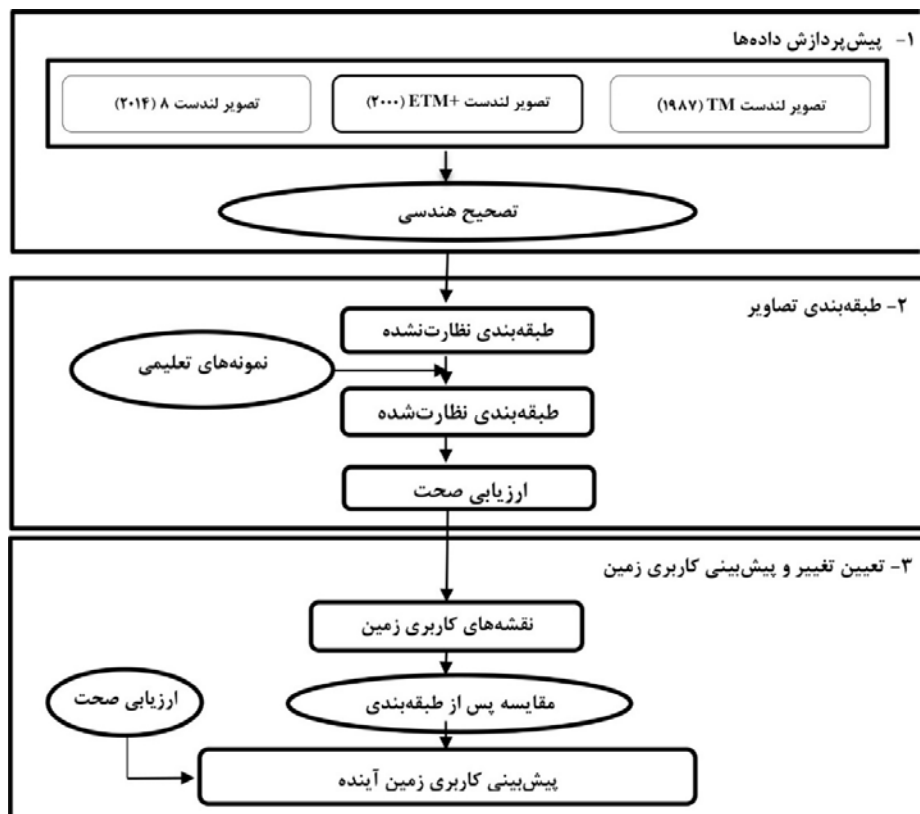 ۱- پیش‌پردازش داده‌ها
تصویر لندست TM (۱۹۸۷)
تصویر لندست ETM+ (۲۰۰۰)
تصویر لندست ۸ (۲۰۱۴)
تصحیح هندسی
۲- طبقه‌بندی تصاویر
طبقه‌بندی نظارت‌نشده
نمونه‌های تعلیمی
طبقه‌بندی نظارت‌شده
ارزیابی صحت
۳- تعیین تغییر و پیش‌بینی کاربری زمین
نقشه‌های کاربری زمین
مقایسه پس از طبقه‌بندی
ارزیابی صحت
پیش‌بینی کاربری زمین آینده